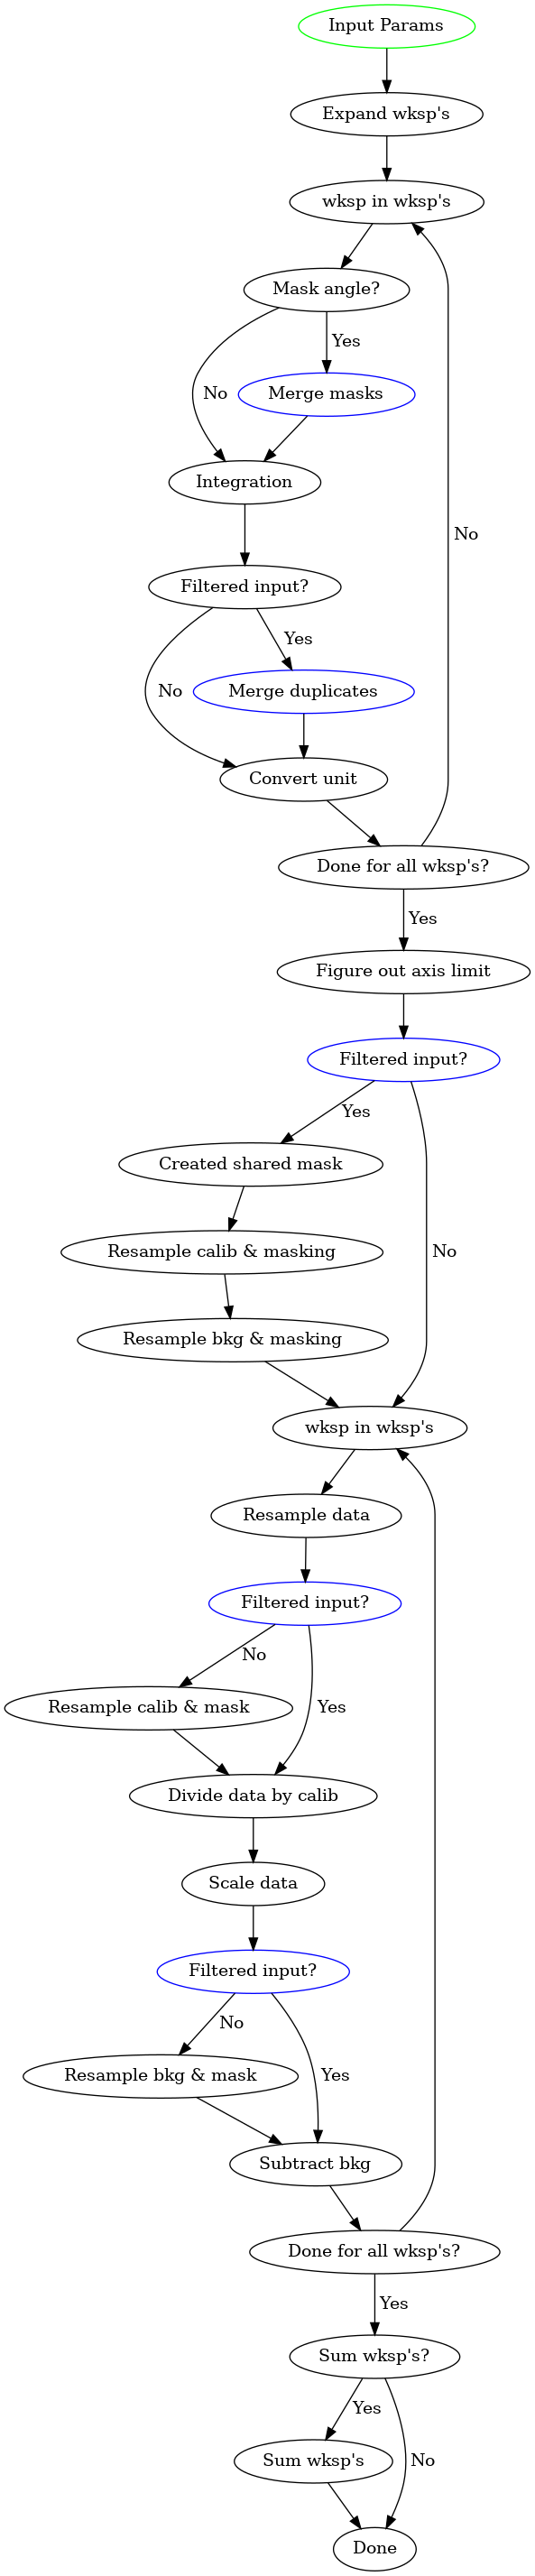 Input Params
Expand wksp's
wksp in wksp's
Mask angle?
Yes
No
Merge masks
Integration
No
Filtered input?
Yes
No
Merge duplicates
Convert unit
Done for all wksp's?
Yes
Figure out axis limit
Filtered input?
Yes
Created shared mask
Resample calib & masking
No
Resample bkg & masking
wksp in wksp's
Resample data
Filtered input?
No
Resample calib & mask
Yes
Divide data by calib
Scale data
Filtered input?
No
Resample bkg & mask
Yes
Subtract bkg
Done for all wksp's?
Yes
Sum wksp's?
Yes
Sum wksp's
No
Done